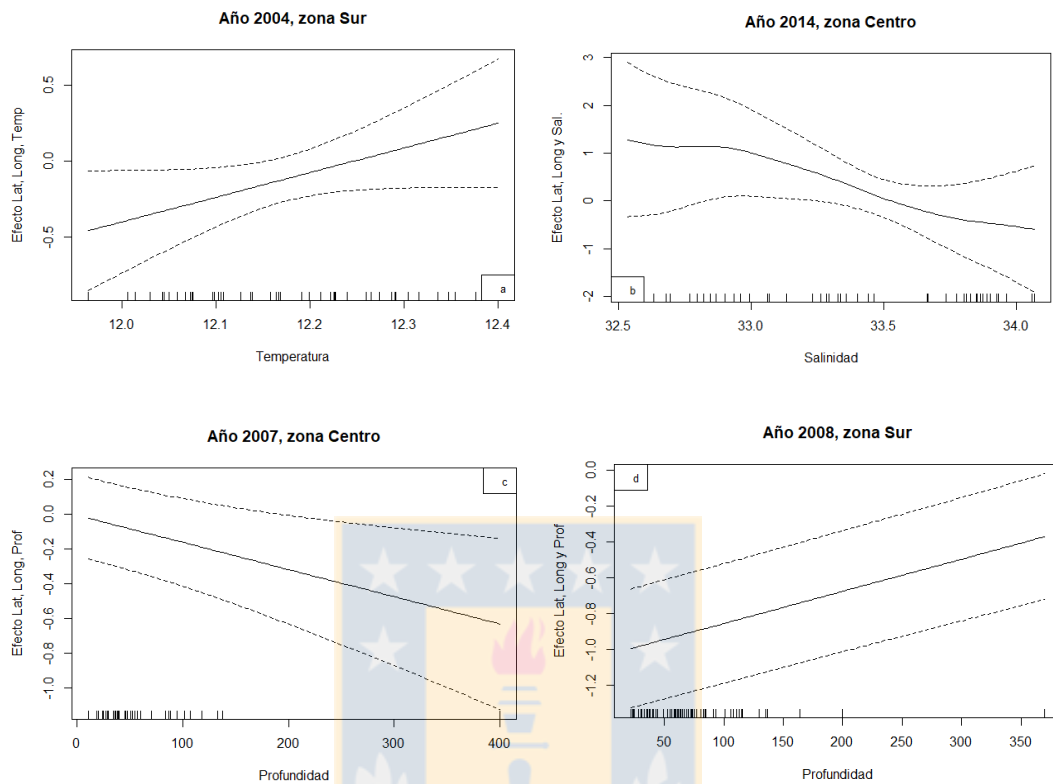 Año 2004, zona Sur
Efecto Lat, Long, Temp
0.5
0.0
-0.5
a
12.0 12.1 12.2 12.3 12.4
Temperatura
Año 2014, zona Centro
Efecto Lat, Long y Sal.
3
2
1
0
-1
-2
b
32.5 33.0 33.5 34.0
Salinidad
Año 2007, zona Centro
Efecto Lat, Long, Prof
0.2
0.0
-0.2
-0.4
-0.6
-0.8
-1.0
c
0 100 200 300 400
Profundidad
Año 2008, zona Sur
Efecto Lat, Long y Prof
0.0
-0.2
-0.4
-0.6
-0.8
-1.0
-1.2
d
50 100 150 200 250 300 350
Profundidad